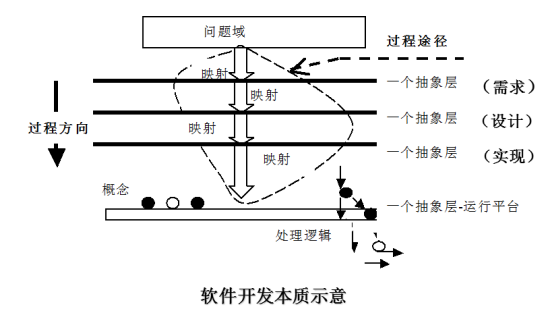 问题域
过程途径
映射
一个抽象层 (需求)
映射
过程方向
一个抽象层 (设计)
映射
映射
一个抽象层 (实现)
概念
一个抽象层-运行平台
处理逻辑
软件开发本质示意